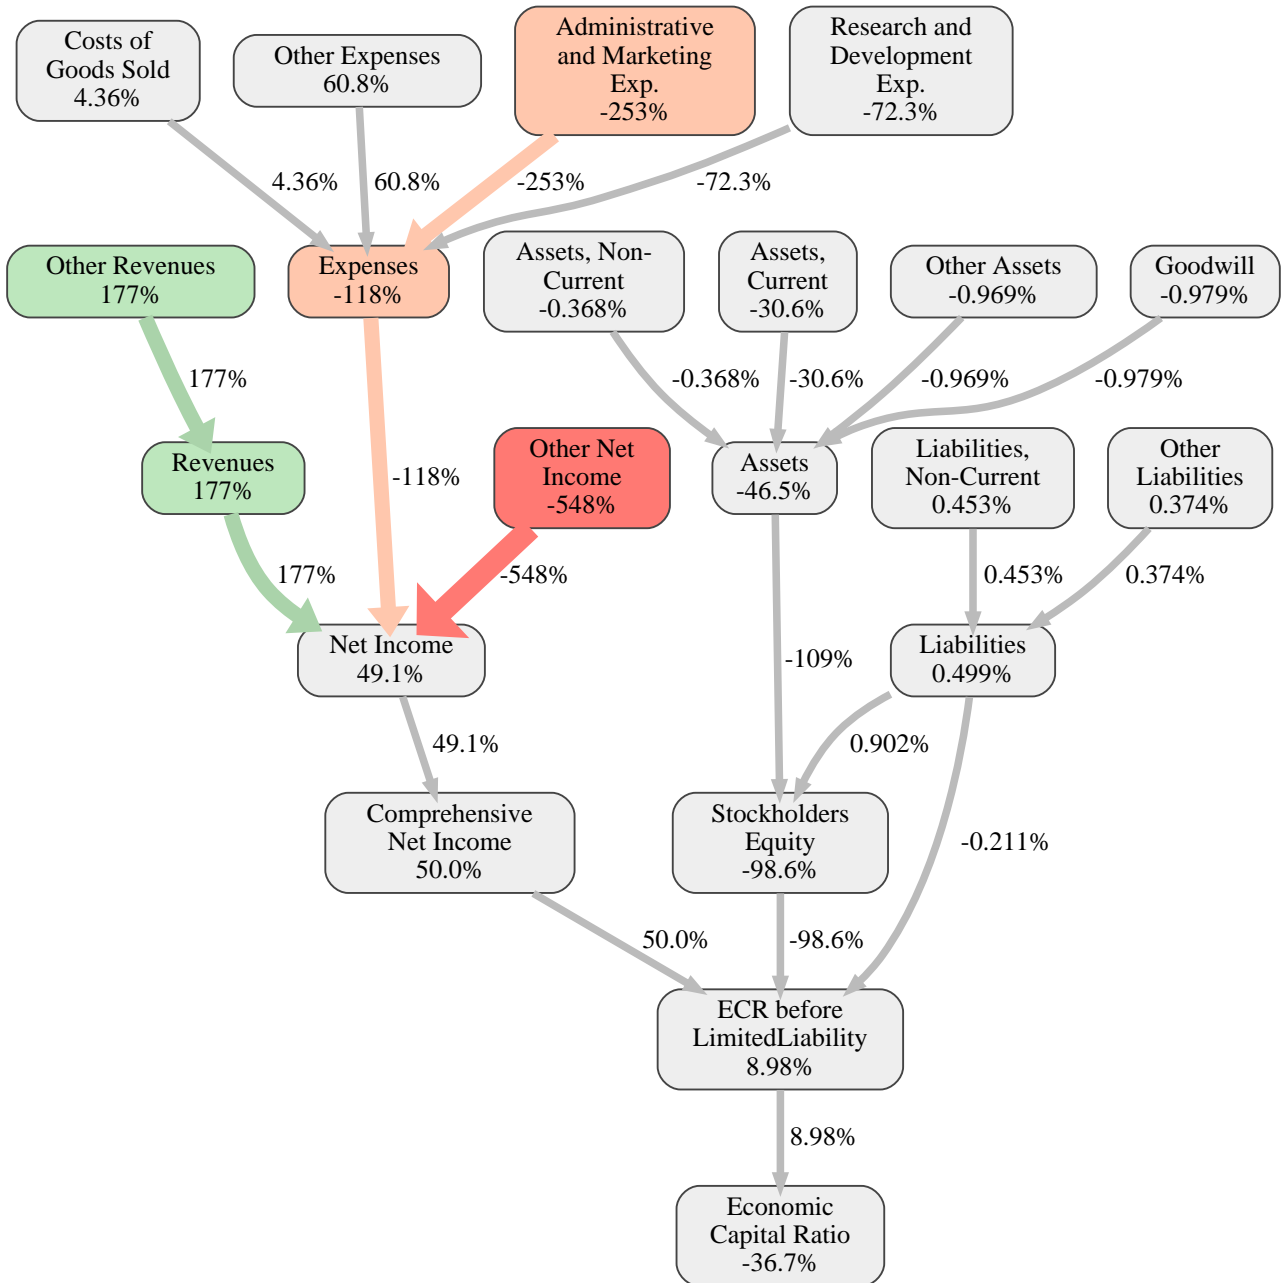 Costs of
Goods Sold
4.36%
Other Expenses
60.8%
Administrative
and Marketing
Exp.
-253%
Research and
Development
Exp.
-72.3%
4.36%
60.8%
-253%
-72.3%
Other Revenues
177%
Expenses
-118%
Assets, Non-
Current
-0.368%
Assets,
Current
-30.6%
Other Assets
-0.969%
Goodwill
-0.979%
177%
-118%
-0.368%
-30.6%
-0.969%
-0.979%
Revenues
177%
Other Net
Income
-548%
Assets
-46.5%
Liabilities,
Non-Current
0.453%
Other
Liabilities
0.374%
177%
-548%
-109%
0.453%
0.374%
Net Income
49.1%
Liabilities
0.499%
49.1%
0.902%
-0.211%
Comprehensive
Net Income
50.0%
Stockholders
Equity
-98.6%
50.0%
-98.6%
ECR before
LimitedLiability
8.98%
8.98%
Economic
Capital Ratio
-36.7%